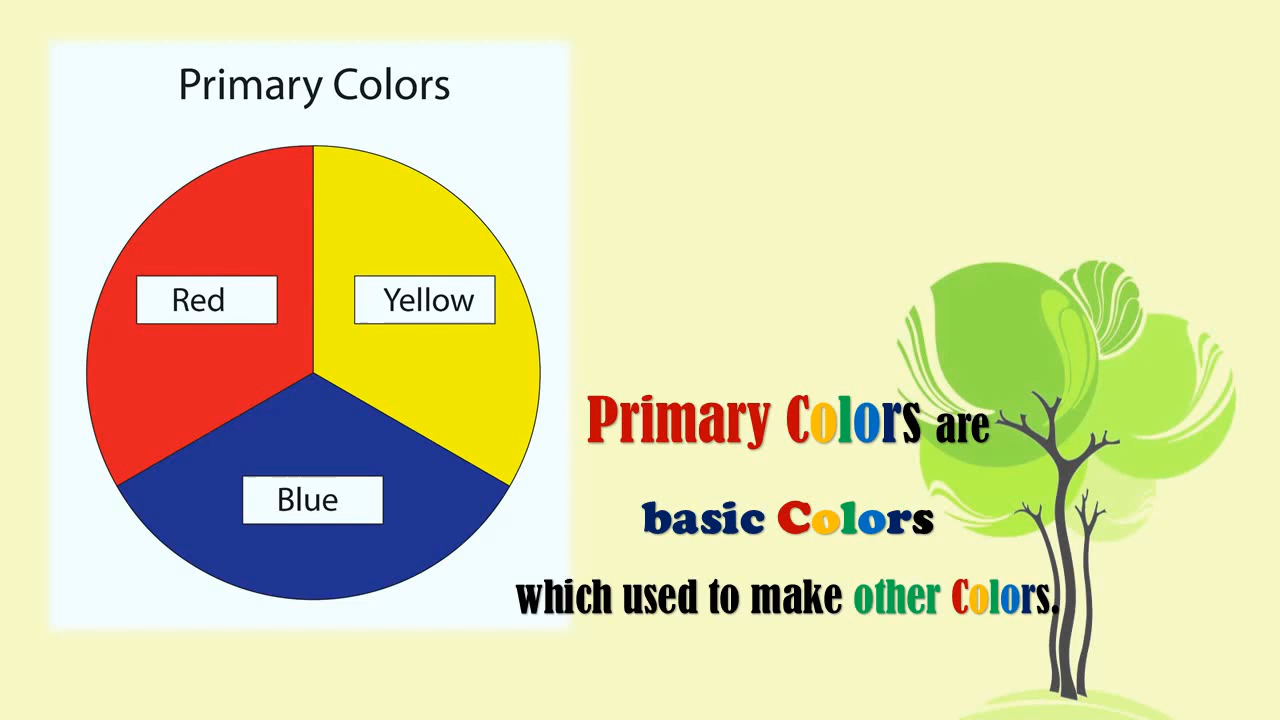 Primary Colors
Red
Yellow
Blue
Primary Colors are
basic Colors
which used to make other Colors.